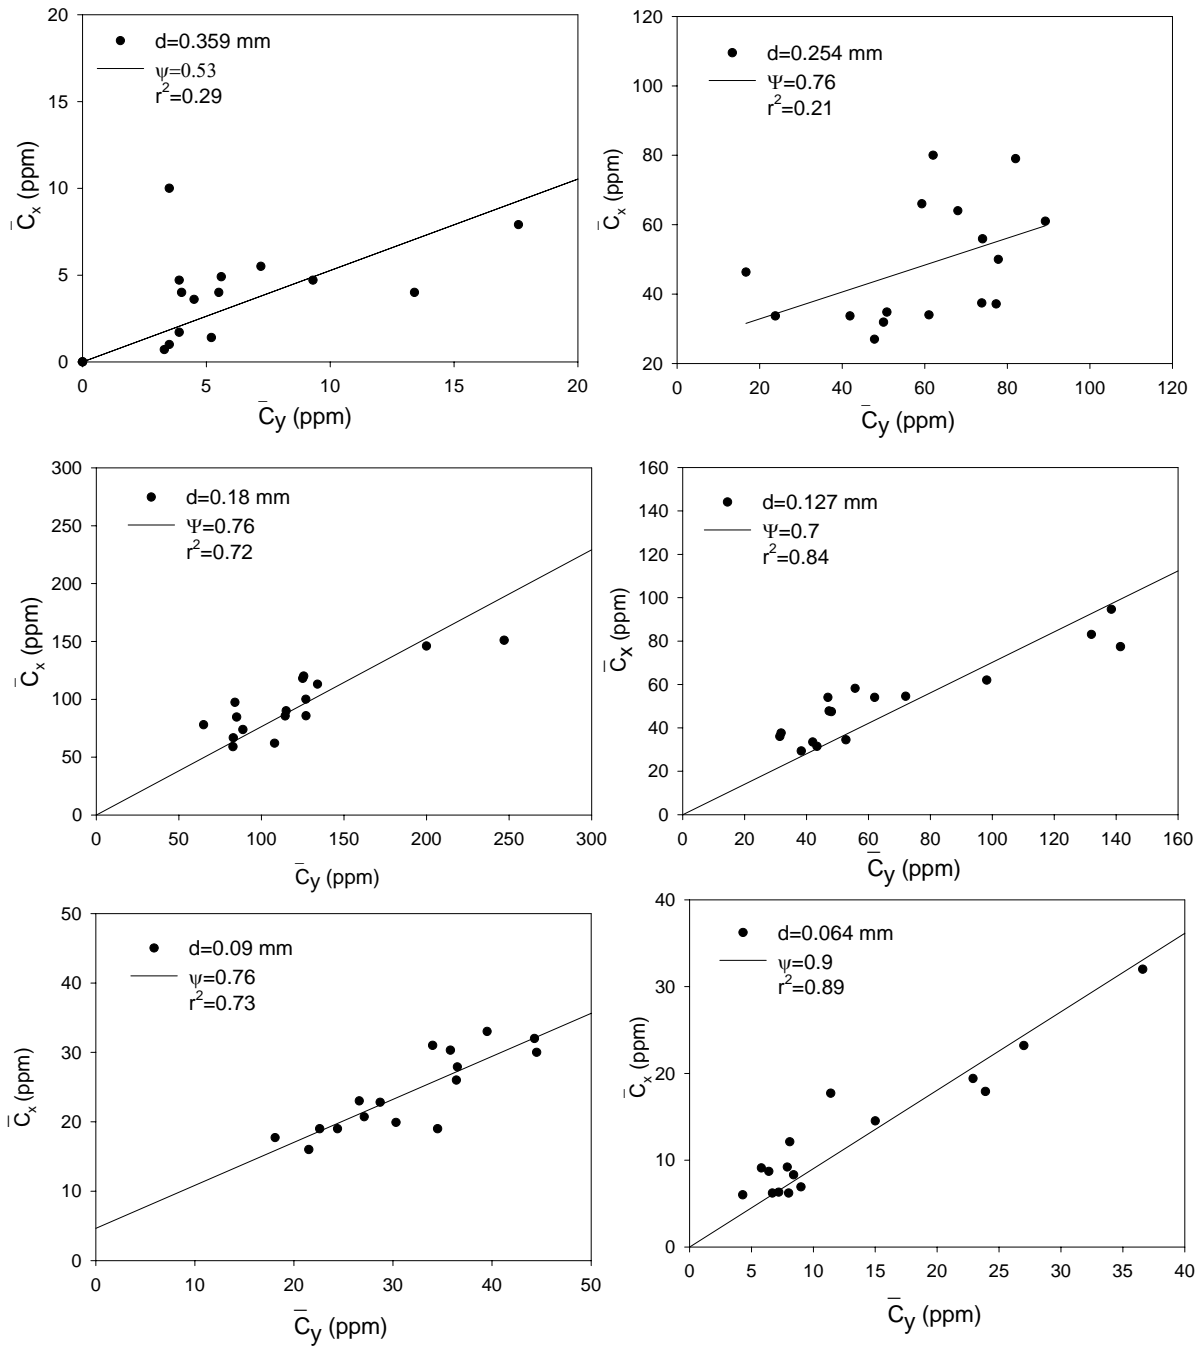 d=0.359 mm
ψ=0.53
r²=0.29
20
15
10
5
0
0 5 10 15 20
C̄x (ppm)
C̄y (ppm)
d=0.254 mm
Ψ=0.76
r²=0.21
120
100
80
60
40
20
0 20 40 60 80 100 120
C̄x (ppm)
C̄y (ppm)
d=0.18 mm
Ψ=0.76
r²=0.72
300
250
200
150
100
50
0
0 50 100 150 200 250 300
C̄x (ppm)
C̄y (ppm)
d=0.127 mm
Ψ=0.7
r²=0.84
160
140
120
100
80
60
40
20
0
0 20 40 60 80 100 120 140 160
C̄x (ppm)
C̄y (ppm)
d=0.09 mm
ψ=0.76
r²=0.73
50
40
30
20
10
0
0 10 20 30 40 50
C̄x (ppm)
C̄y (ppm)
d=0.064 mm
ψ=0.9
r²=0.89
40
30
20
10
0
0 5 10 15 20 25 30 35 40
C̄x (ppm)
C̄y (ppm)